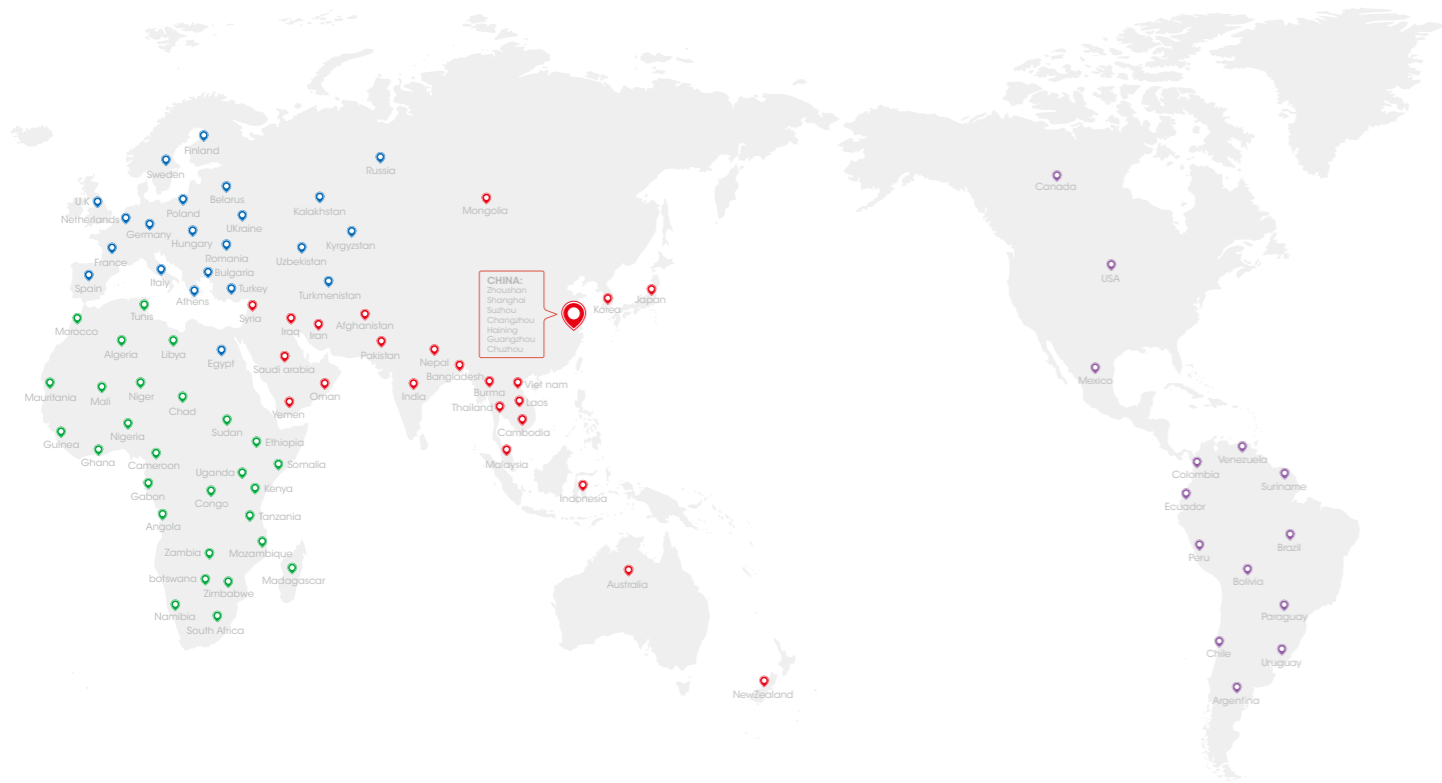 Finland
Sweden
Russia
U.K
Belarus
Poland
Kalakhstan
Mongolia
Canada
Netherlands
Germany
UKraine
Hungary
Kyrgyzstan
France
Romania
Uzbekistan
Italy
Bulgaria
Spain
Athens
Turkey
Turkmenistan
USA
CHINA:
Zhoushan
Shanghai
Suzhou
Changzhou
Haining
Guangzhou
Chuzhou
Korea
Japan
Marocco
Tunis
Syria
Iraq
Iran
Afghanistan
Algeria
Libya
Egypt
Saudi arabia
Pakistan
Nepal
Bangladesh
Mexico
Mauritania
Mali
Niger
Chad
Yemen
Oman
India
Burma
Viet nam
Thailand
Laos
Guinea
Nigeria
Sudan
Ethiopia
Cambodia
Ghana
Cameroon
Uganda
Somalia
Malaysia
Venezuela
Colombia
Suriname
Gabon
Congo
Kenya
Indonesia
Ecuador
Angola
Tanzania
Zambia
Mozambique
Peru
Brazil
botswana
Zimbabwe
Madagascar
Australia
Bolivia
Namibia
South Africa
Paraguay
Chile
Uruguay
NewZealand
Argentina